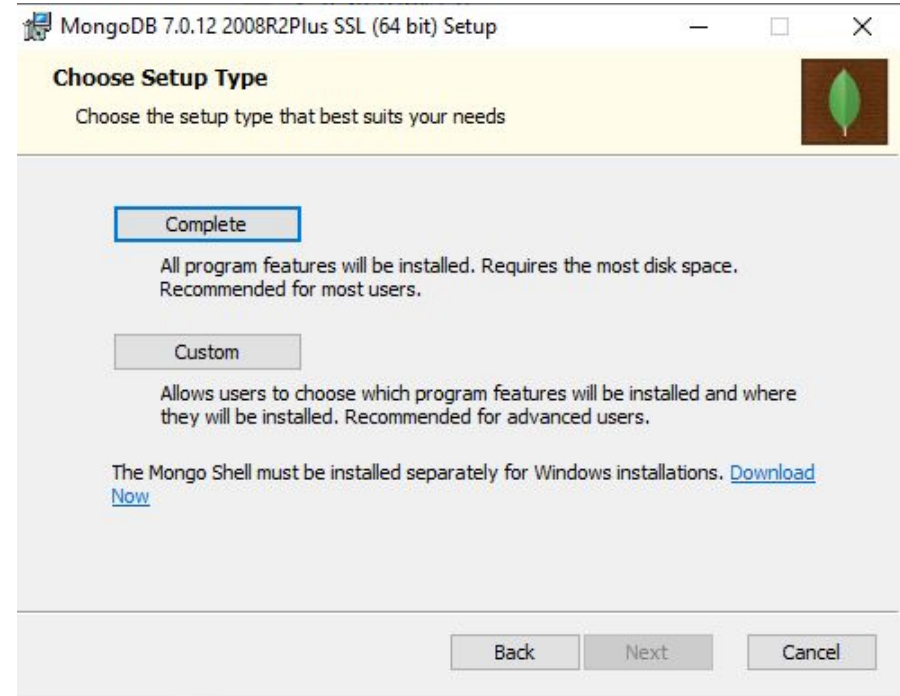 MongoDB 7.0.12 2008R2Plus SSL (64 bit) Setup
Choose Setup Type
Choose the setup type that best suits your needs
Complete
All program features will be installed. Requires the most disk space.
Recommended for most users.
Custom
Allows users to choose which program features will be installed and where
they will be installed. Recommended for advanced users.
The Mongo Shell must be installed separately for Windows installations. Download
Now
Back Next Cancel